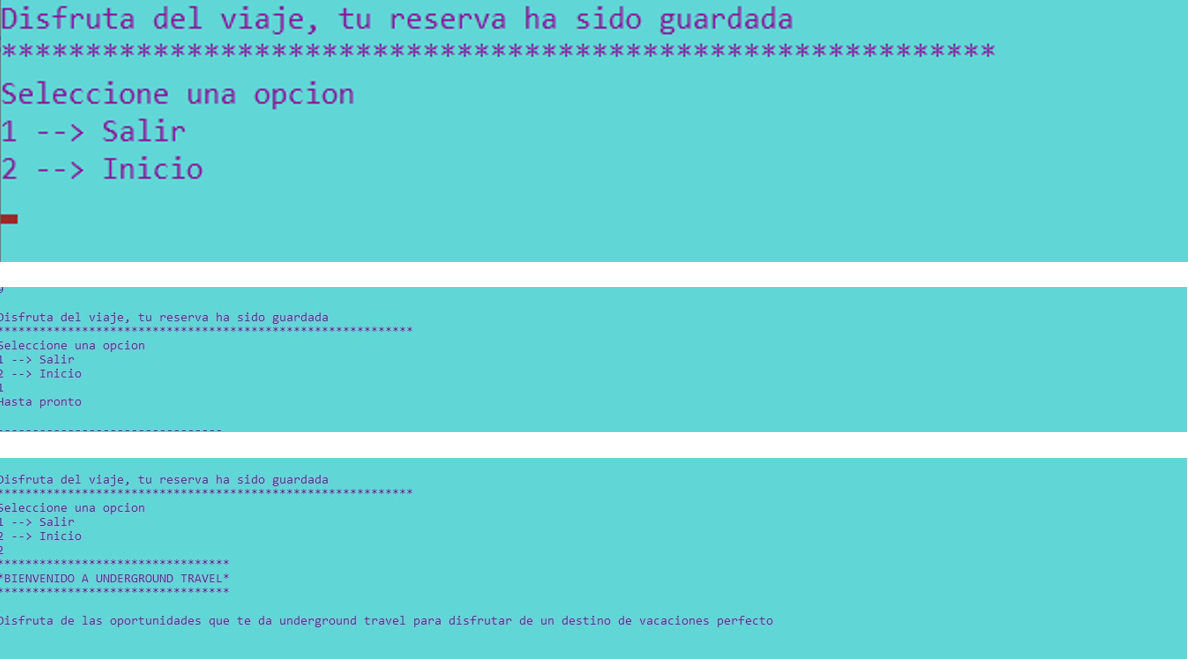 Disfruta del viaje, tu reserva ha sido guardada
***********************************************************
Seleccione una opcion
1 --> Salir
2 --> Inicio
Disfruta del viaje, tu reserva ha sido guardada
***********************************************************
Seleccione una opcion
1 --> Salir
2 --> Inicio
1
Hasta pronto
--------------------------------
Disfruta del viaje, tu reserva ha sido guardada
***********************************************************
Seleccione una opcion
1 --> Salir
2 --> Inicio
2
*********************************
*BIENVENIDO A UNDERGROUND TRAVEL*
*********************************
Disfruta de las oportunidades que te da underground travel para disfrutar de un destino de vacaciones perfecto